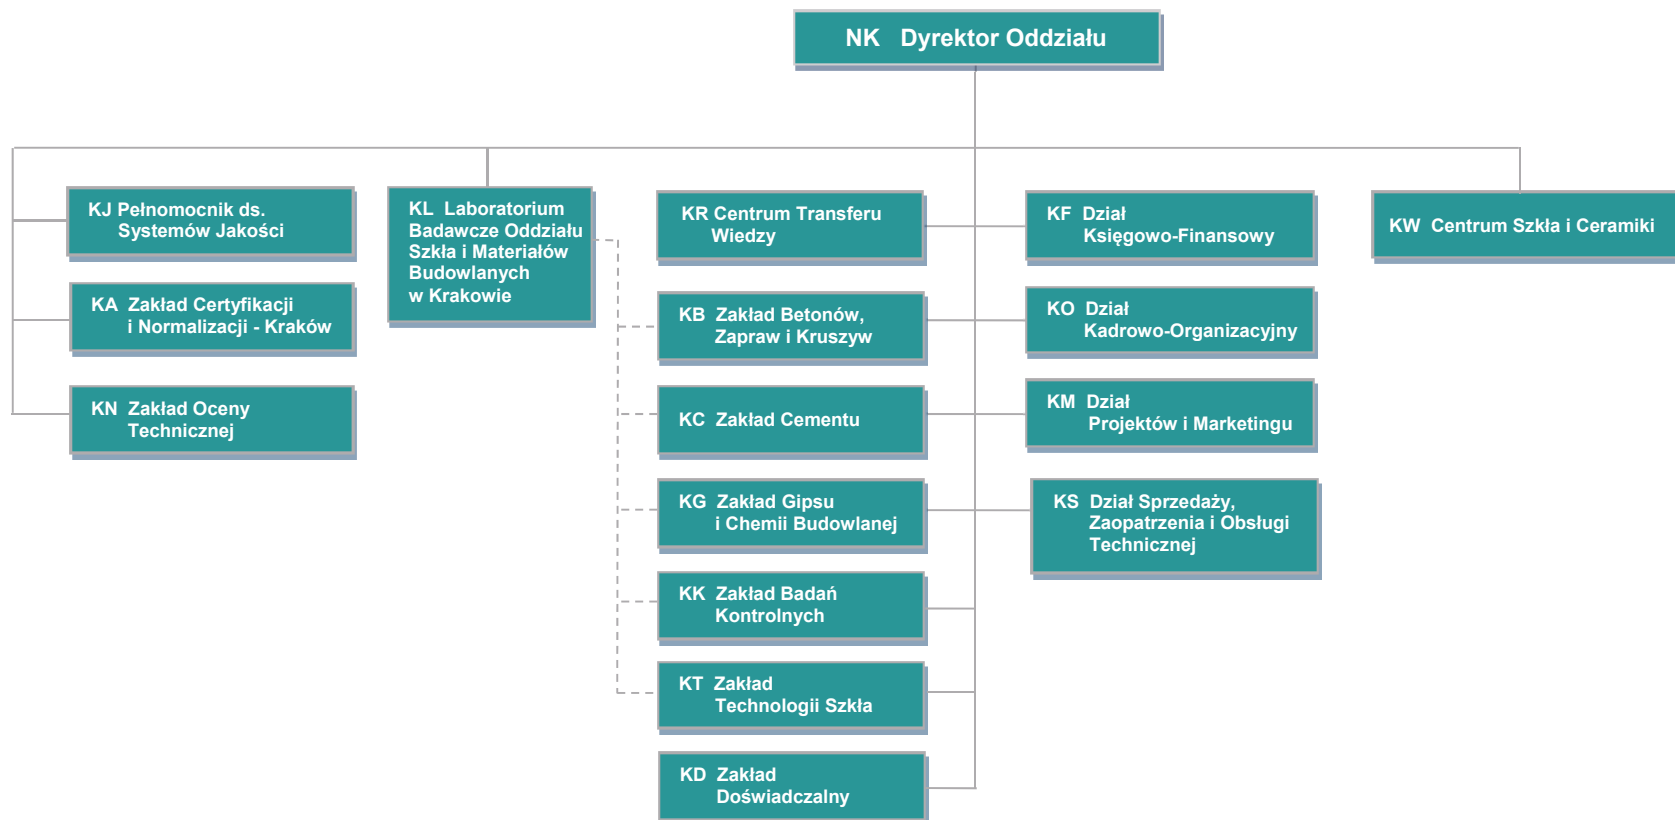 NK Dyrektor Oddziału
KJ Pełnomocnik ds.
Systemów Jakości
KA Zakład Certyfikacji
i Normalizacji - Kraków
KN Zakład Oceny
Technicznej
KL Laboratorium
Badawcze Oddziału
Szkła i Materiałów
Budowlanych
w Krakowie
KR Centrum Transferu
Wiedzy
KB Zakład Betonów,
Zapraw i Kruszyw
KC Zakład Cementu
KG Zakład Gipsu
i Chemii Budowlanej
KK Zakład Badań
Kontrolnych
KT Zakład
Technologii Szkła
KD Zakład
Doświadczalny
KF Dział
Księgowo-Finansowy
KO Dział
Kadrowo-Organizacyjny
KM Dział
Projektów i Marketingu
KS Dział Sprzedaży,
Zaopatrzenia i Obsługi
Technicznej
KW Centrum Szkła i Ceramiki